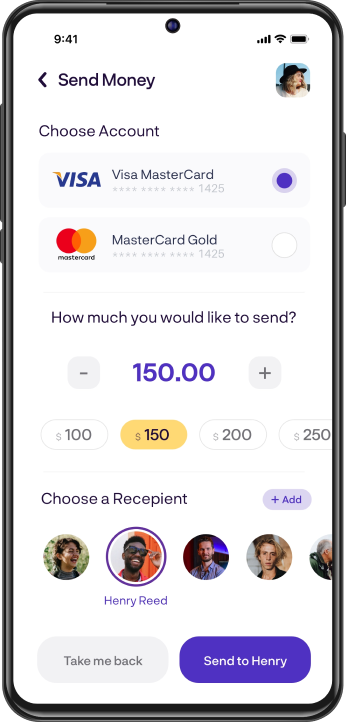 9:41
Send Money
Choose Account
VISA
Visa MasterCard
**** **** **** 1425
mastercard
MasterCard Gold
**** **** **** 1425
How much you would like to send?
- 150.00 +
$ 100 $ 150 $ 200 $ 250
Choose a Recepient + Add
Henry Reed
Take me back Send to Henry